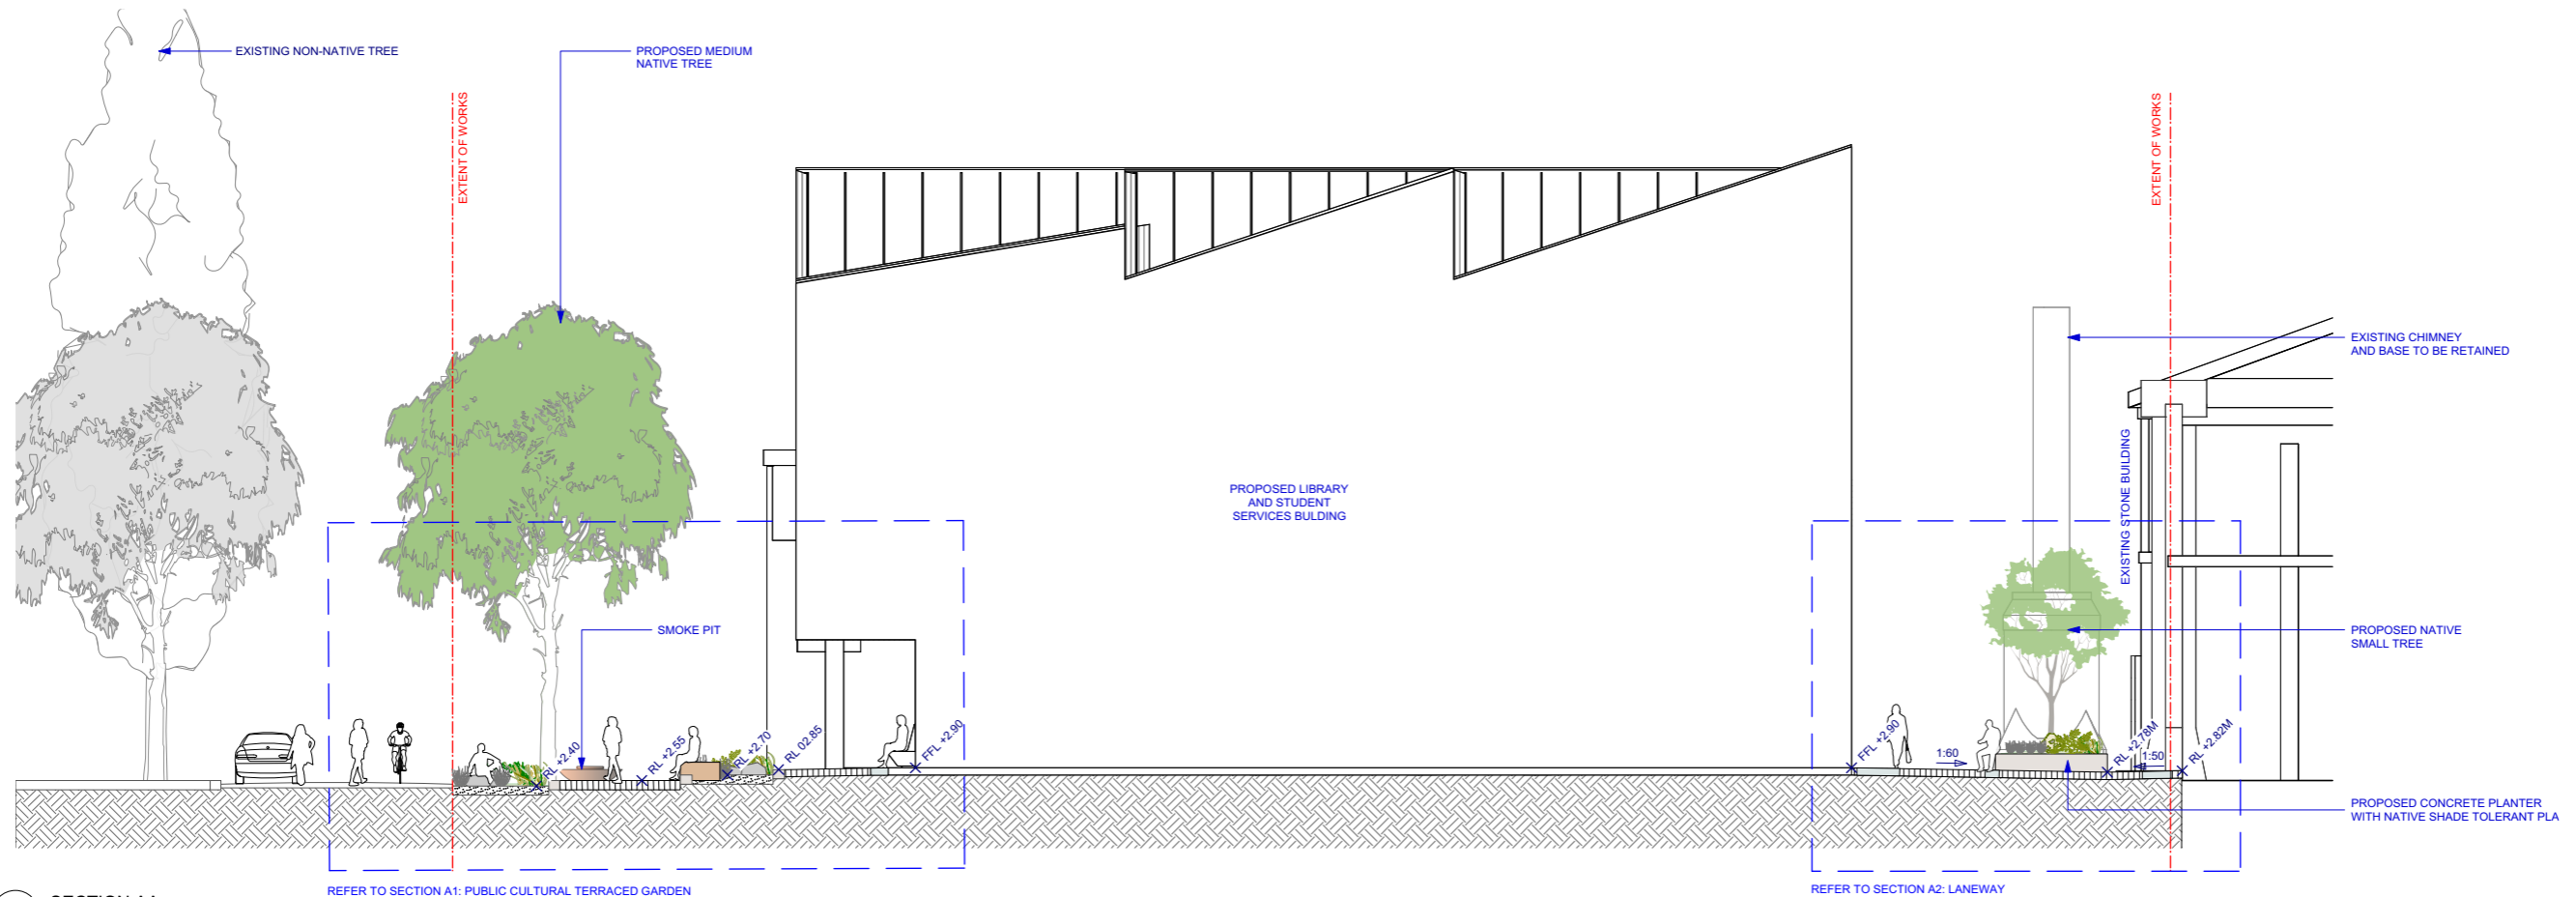 EXISTING NON-NATIVE TREE
PROPOSED MEDIUM
NATIVE TREE
EXTENT OF WORKS
EXTENT OF WORKS
EXISTING CHIMNEY
AND BASE TO BE RETAINED
EXISTING STONE BUILDING
PROPOSED LIBRARY
AND STUDENT
SERVICES BULDING
SMOKE PIT
PROPOSED NATIVE
SMALL TREE
RL +2.40
RL +2.55
RL +2.70
RL 02.85
FFL +2.90
FFL +2.90
1:60
RL +2.78M
1:50
RL +2.82M
PROPOSED CONCRETE PLANTER
WITH NATIVE SHADE TOLERANT PLA
REFER TO SECTION A1: PUBLIC CULTURAL TERRACED GARDEN
REFER TO SECTION A2: LANEWAY